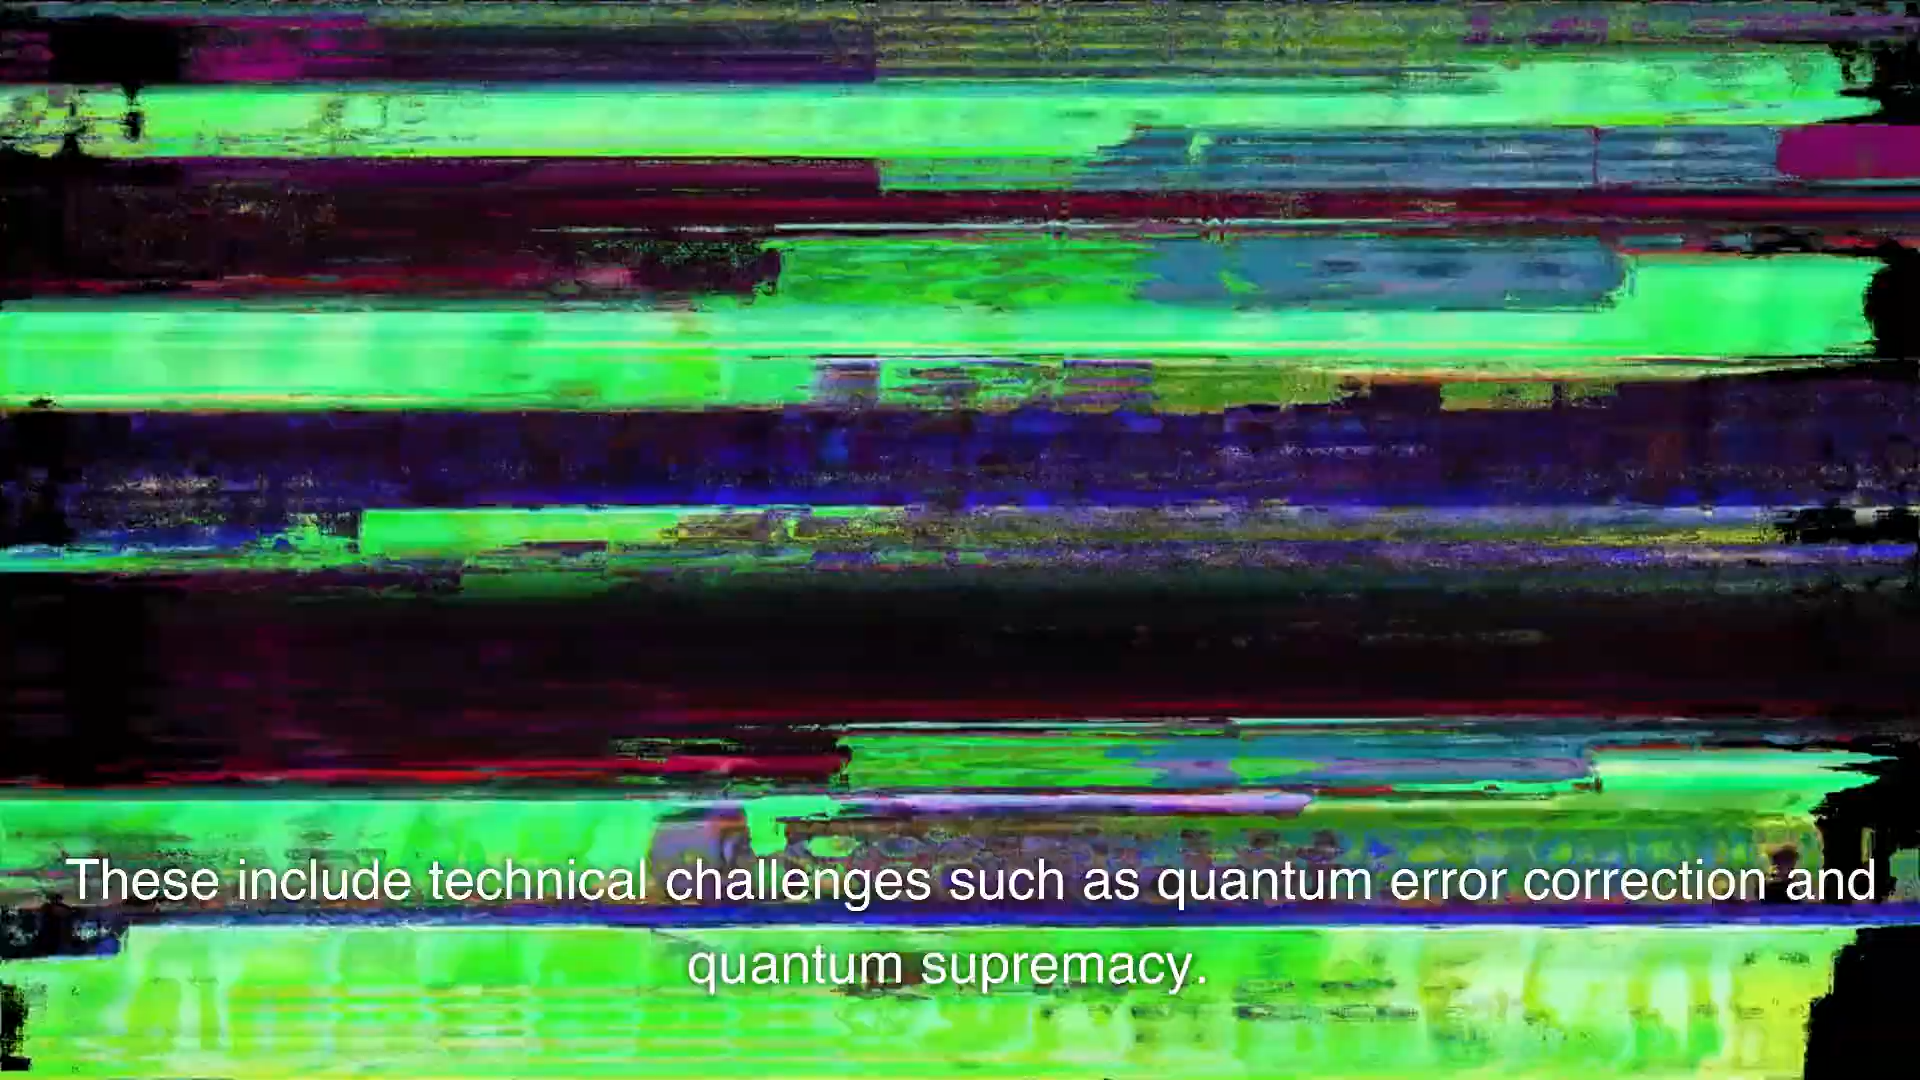 These include technical challenges such as quantum error correction and
quantum supremacy.